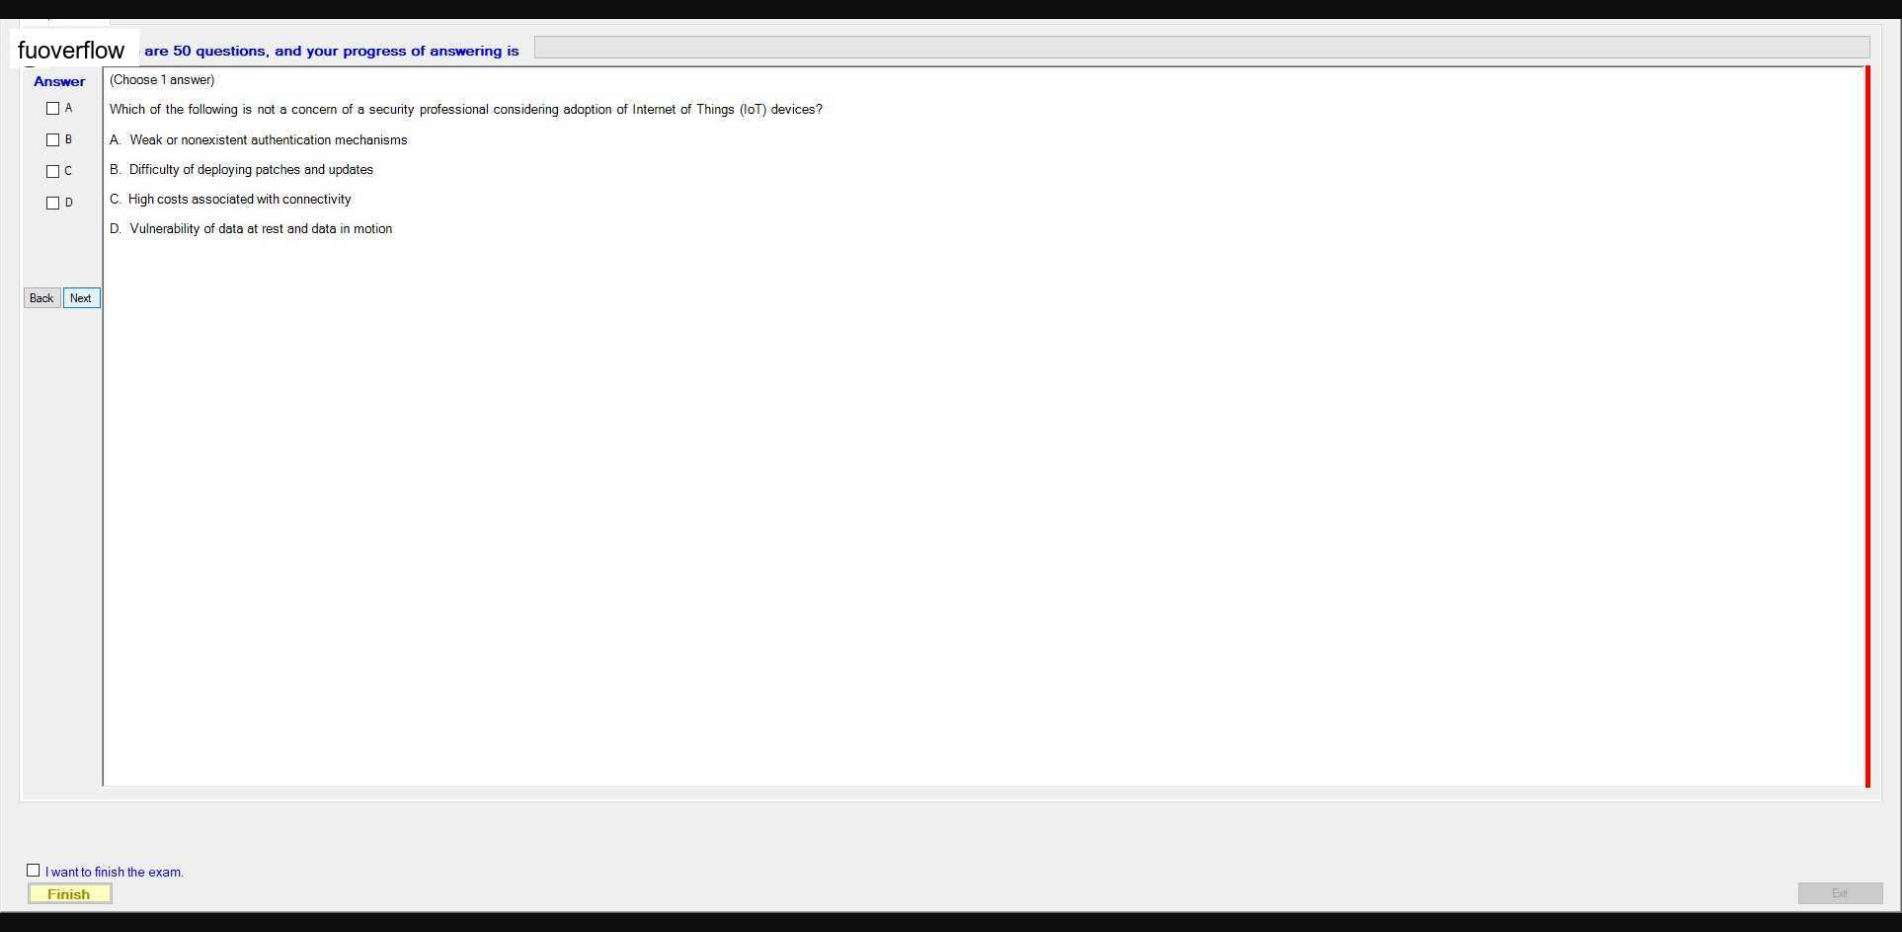 fuoverflow are 50 questions, and your progress of answering is
Answer
(Choose 1 answer)
A
Which of the following is not a concern of a security professional considering adoption of Internet of Things (IoT) devices?
B
A. Weak or nonexistent authentication mechanisms
C
B. Difficulty of deploying patches and updates
D
C. High costs associated with connectivity
D. Vulnerability of data at rest and data in motion
Back Next
I want to finish the exam.
Finish
Exit